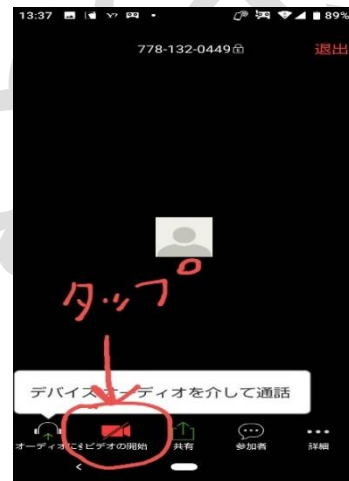 13:37 89%
778-132-0449 退出
タップ
デバイスオーディオを介して通話
オーディオに ビデオの開始 共有 参加者 詳細